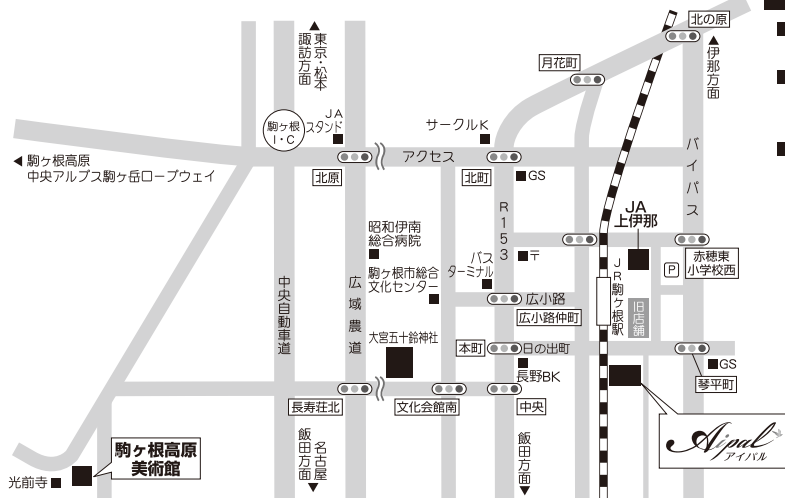 北の原
▲東京・松本
諏訪方面
▲伊那方面
月花町
駒ヶ根
I・C
JA
スタンド
サークルK
アクセス
◀駒ヶ根高原
中央アルプス駒ヶ岳ロープウェイ
北原
北町
GS
バイパス
R153
JA
上伊那
昭和伊南
総合病院
バス
ターミナル
〒
赤穂東
小学校西
P
JR駒ヶ根駅
駒ヶ根市総合
文化センター
中央自動車道
広域農道
広小路
広小路仲町
旧店舗
大宮五十鈴神社
本町
日の出町
長野BK
GS
琴平町
長寿荘北
文化会館南
中央
駒ヶ根高原
美術館
光前寺
名古屋
飯田方面▼
飯田方面▼
Aipal
アイパル